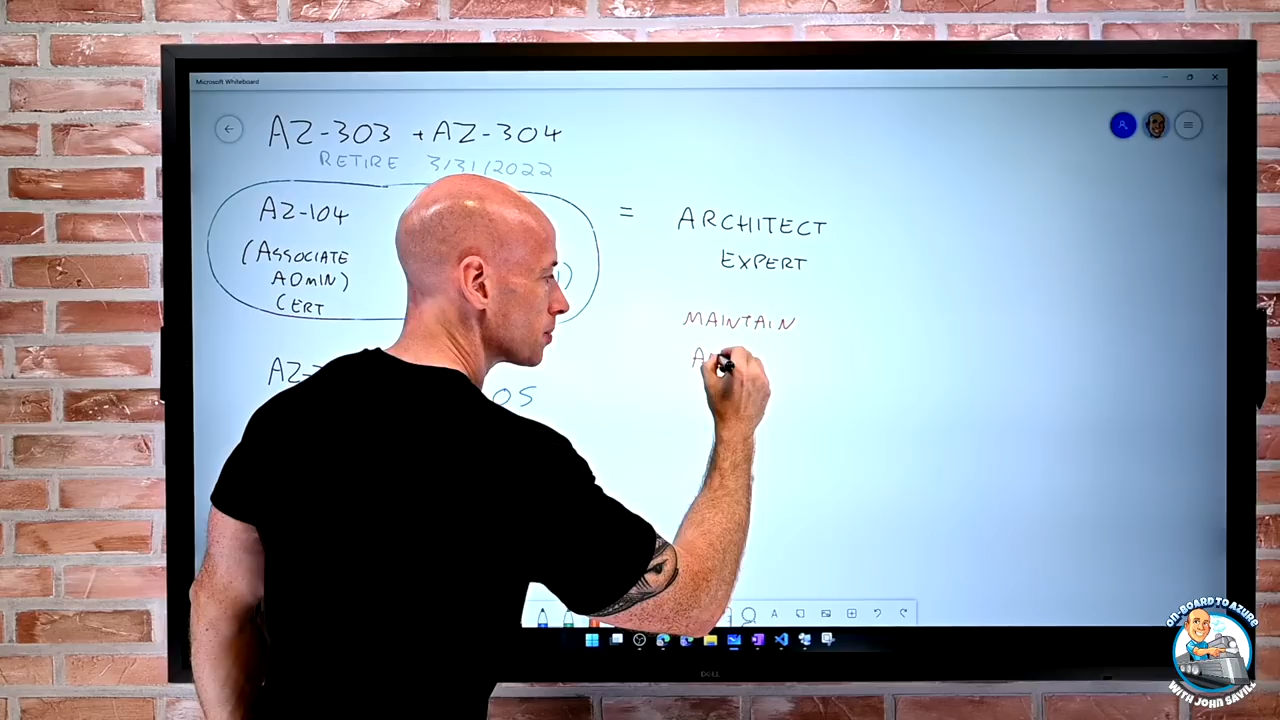 Microsoft Whiteboard
AZ-303 + AZ-304
RETIRE 3/31/2022
AZ-104
= ARCHITECT
(ASSOCIATE
EXPERT
ADMIN)
CERT
MAINTAIN
DELL
ON-BOARD TO AZURE
WITH JOHN SAVILL